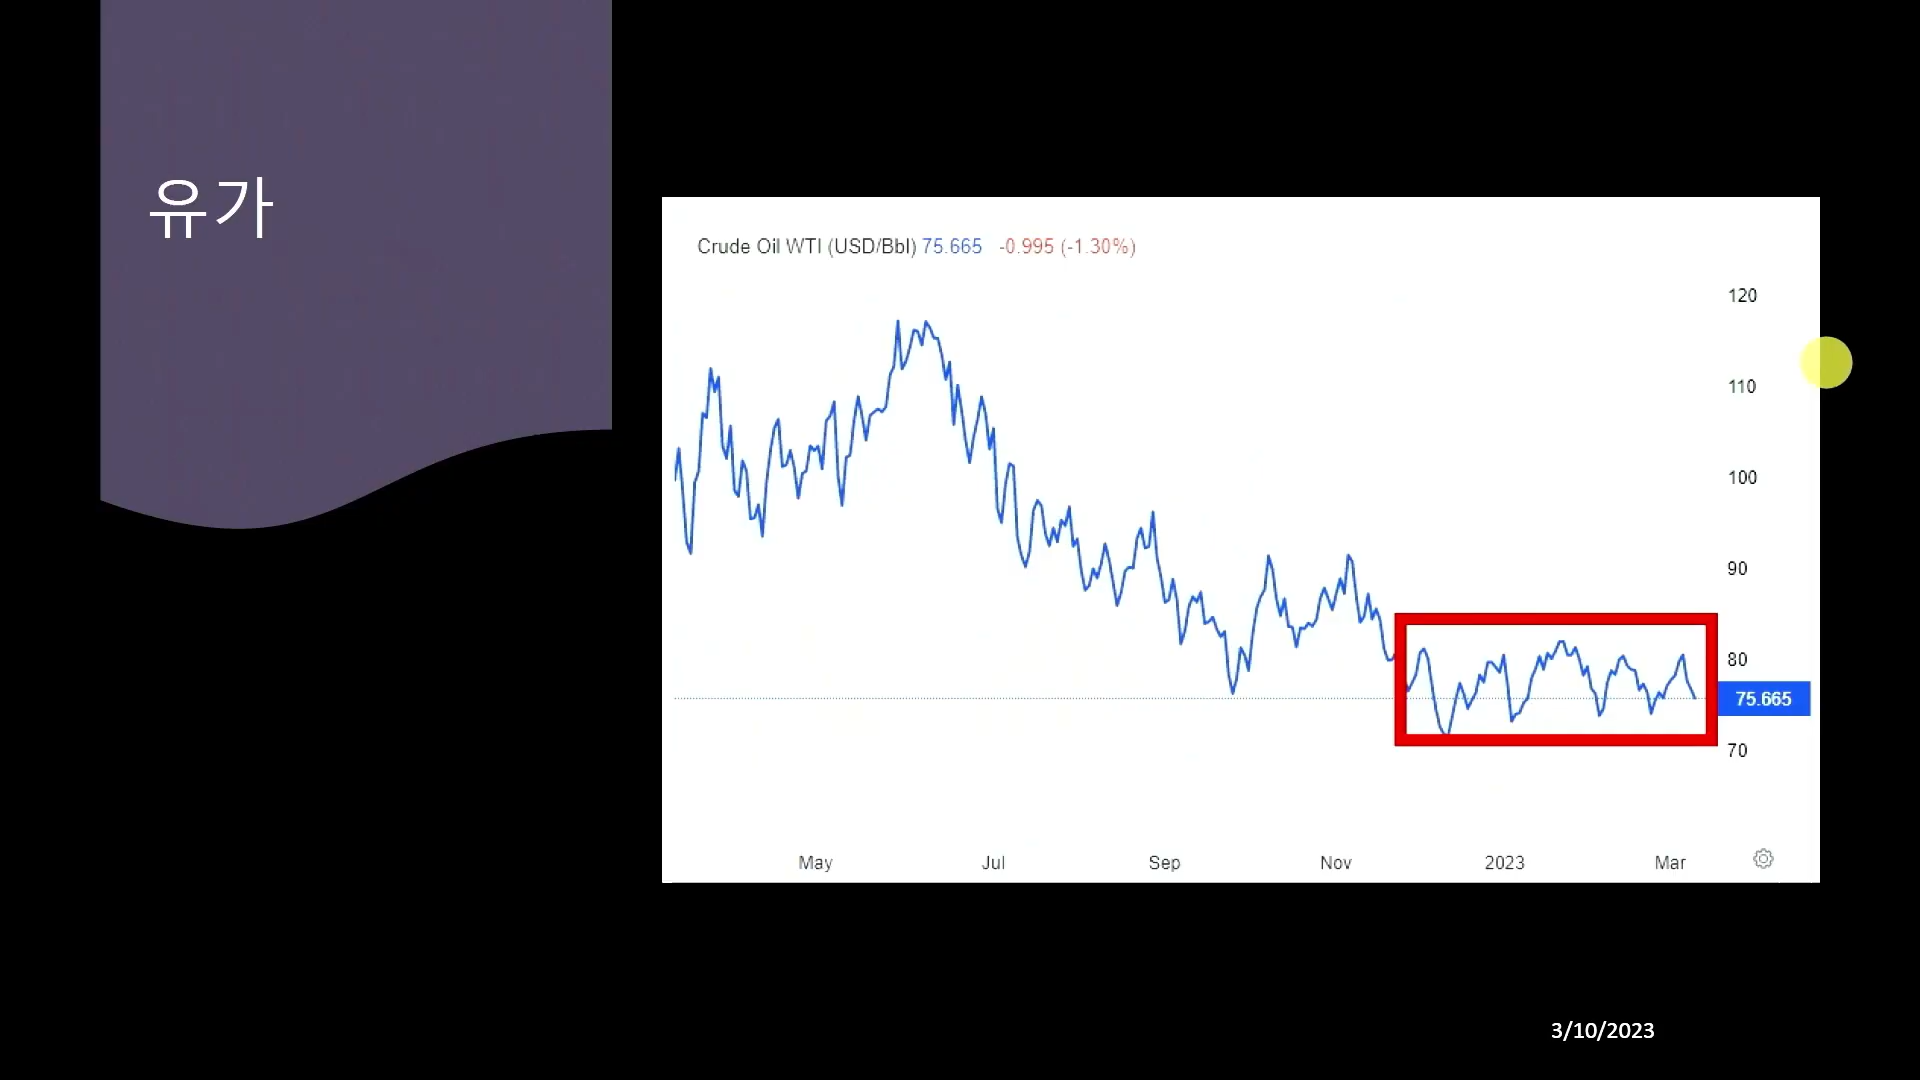 유가
Crude Oil WTI (USD/Bbl) 75.665 -0.995 (-1.30%)
120
110
100
90
80
75.665
70
May Jul Sep Nov 2023 Mar
3/10/2023